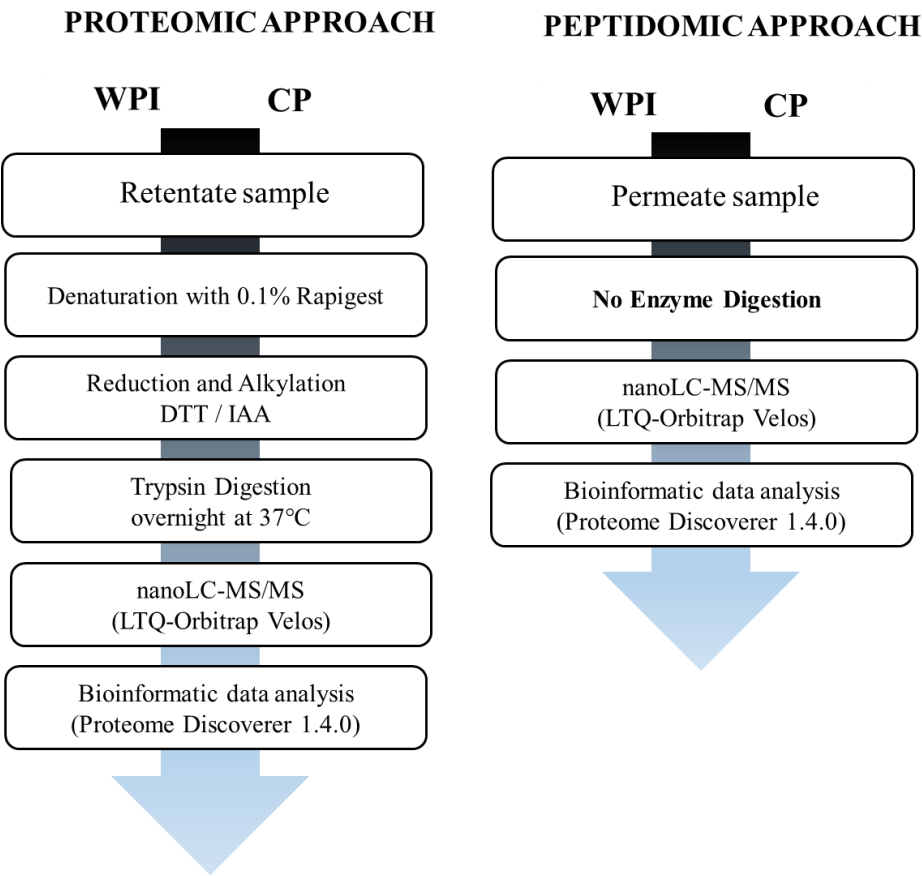 PROTEOMIC APPROACH
WPI CP
Retentate sample
Denaturation with 0.1% Rapigest
Reduction and Alkylation
DTT / IAA
Trypsin Digestion
overnight at 37°C
nanoLC-MS/MS
(LTQ-Orbitrap Velos)
Bioinformatic data analysis
(Proteome Discoverer 1.4.0)
PEPTIDOMIC APPROACH
WPI CP
Permeate sample
No Enzyme Digestion
nanoLC-MS/MS
(LTQ-Orbitrap Velos)
Bioinformatic data analysis
(Proteome Discoverer 1.4.0)